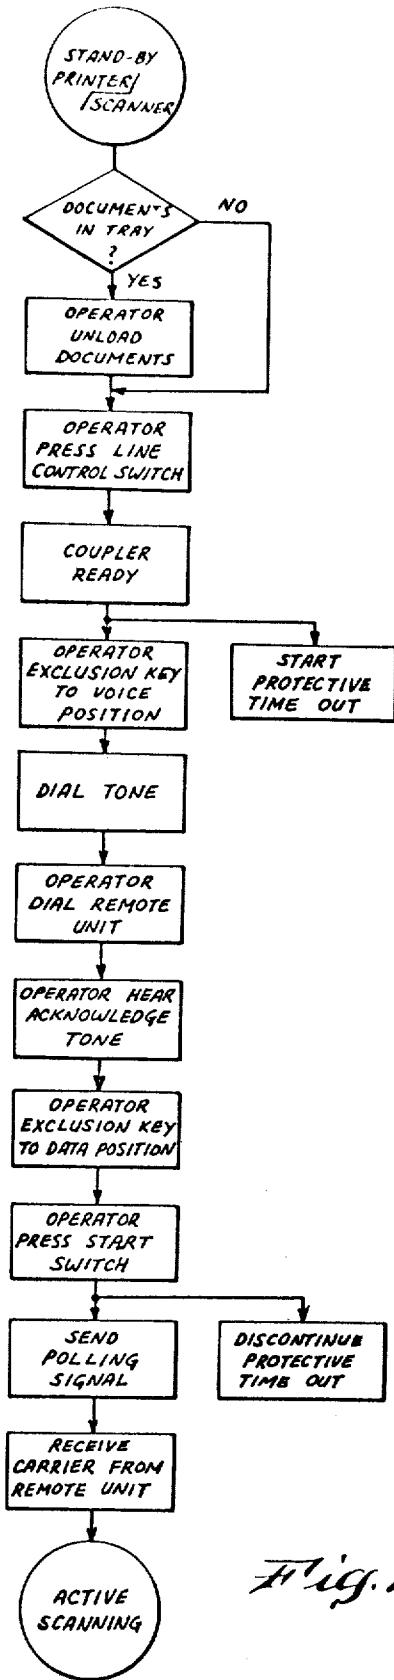 STAND-BY
PRINTER/
/SCANNER
DOCUMENTS
IN TRAY
?
NO
YES
OPERATOR
UNLOAD
DOCUMENTS
OPERATOR
PRESS LINE
CONTROL SWITCH
COUPLER
READY
OPERATOR
EXCLUSION KEY
TO VOICE
POSITION
START
PROTECTIVE
TIME OUT
DIAL TONE
OPERATOR
DIAL REMOTE
UNIT
OPERATOR HEAR
ACKNOWLEDGE
TONE
OPERATOR
EXCLUSION KEY
TO DATA POSITION
OPERATOR
PRESS START
SWITCH
SEND
POLLING
SIGNAL
DISCONTINUE
PROTECTIVE
TIME OUT
RECEIVE
CARRIER FROM
REMOTE UNIT
ACTIVE
SCANNING
Fig.